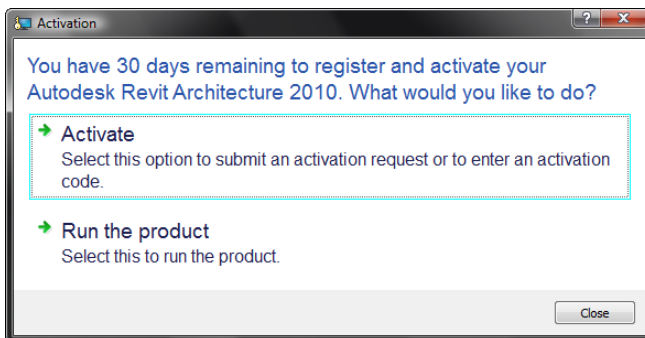 Activation
You have 30 days remaining to register and activate your
Autodesk Revit Architecture 2010. What would you like to do?
Activate
Select this option to submit an activation request or to enter an activation
code.
Run the product
Select this to run the product.
Close